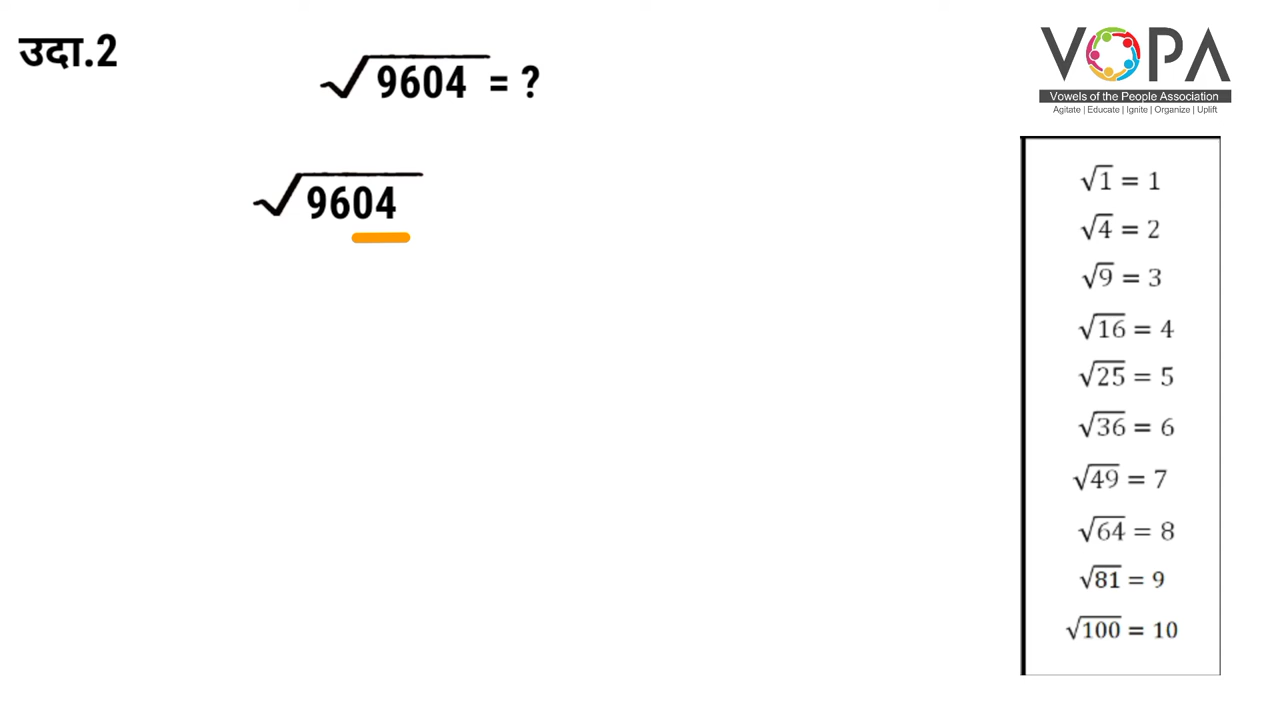 उदा.2
√9604 = ?
√9604
VOPA
Vowels of the People Association
Agitate | Educate | Ignite | Organize | Uplift
√1 = 1
√4 = 2
√9 = 3
√16 = 4
√25 = 5
√36 = 6
√49 = 7
√64 = 8
√81 = 9
√100 = 10